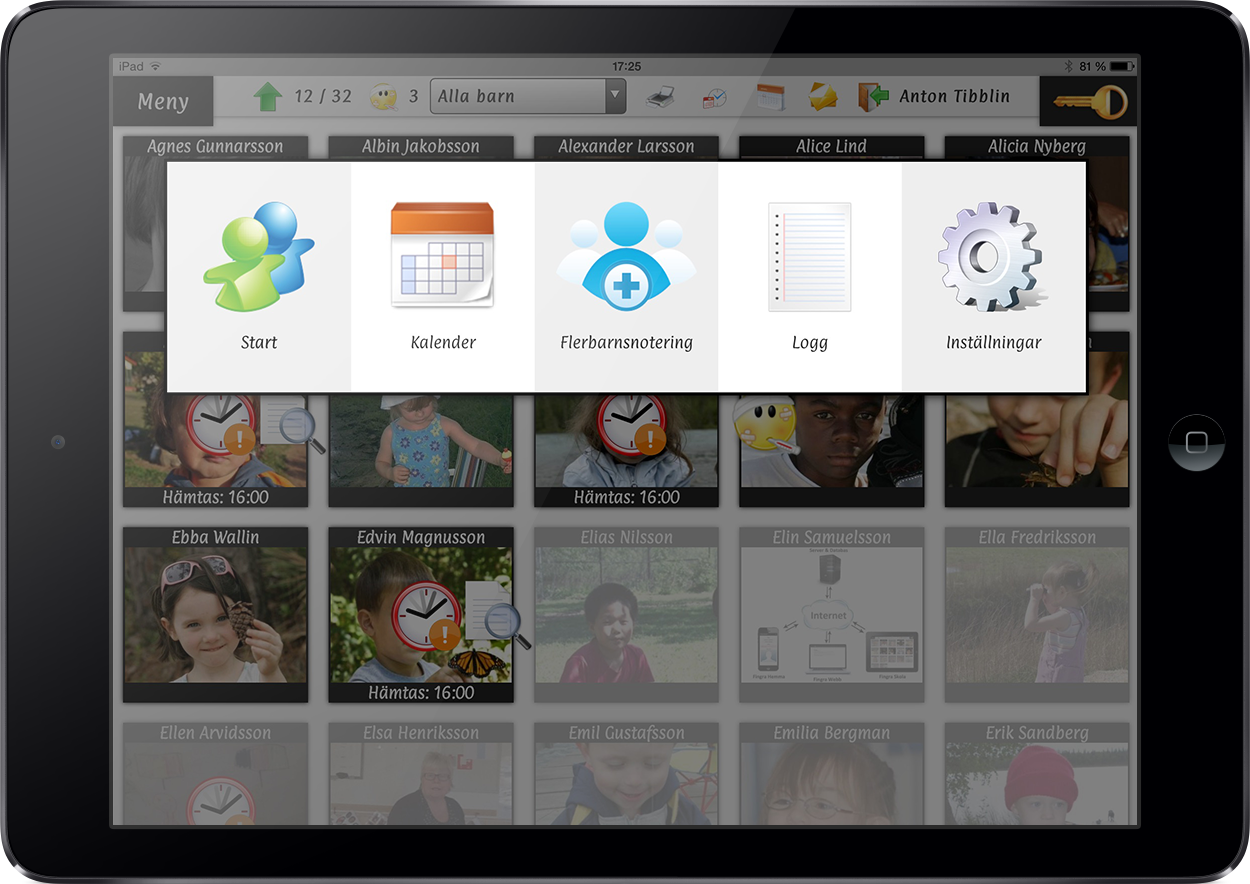 iPad 17:25 81 %
Meny 12 / 32 3 Alla barn Anton Tibblin
Agnes Gunnarsson Albin Jakobsson Alexander Larsson Alice Lind Alicia Nyberg
Start Kalender Flerbarnsnotering Logg Inställningar
Hämtas: 16:00 Hämtas: 16:00
Ebba Wallin Edvin Magnusson Elias Nilsson Elin Samuelsson Ella Fredriksson
Server & Database
Internet
Hämtas: 16:00
Ellen Arvidsson Elsa Henriksson Emil Gustafsson Emilia Bergman Erik Sandberg